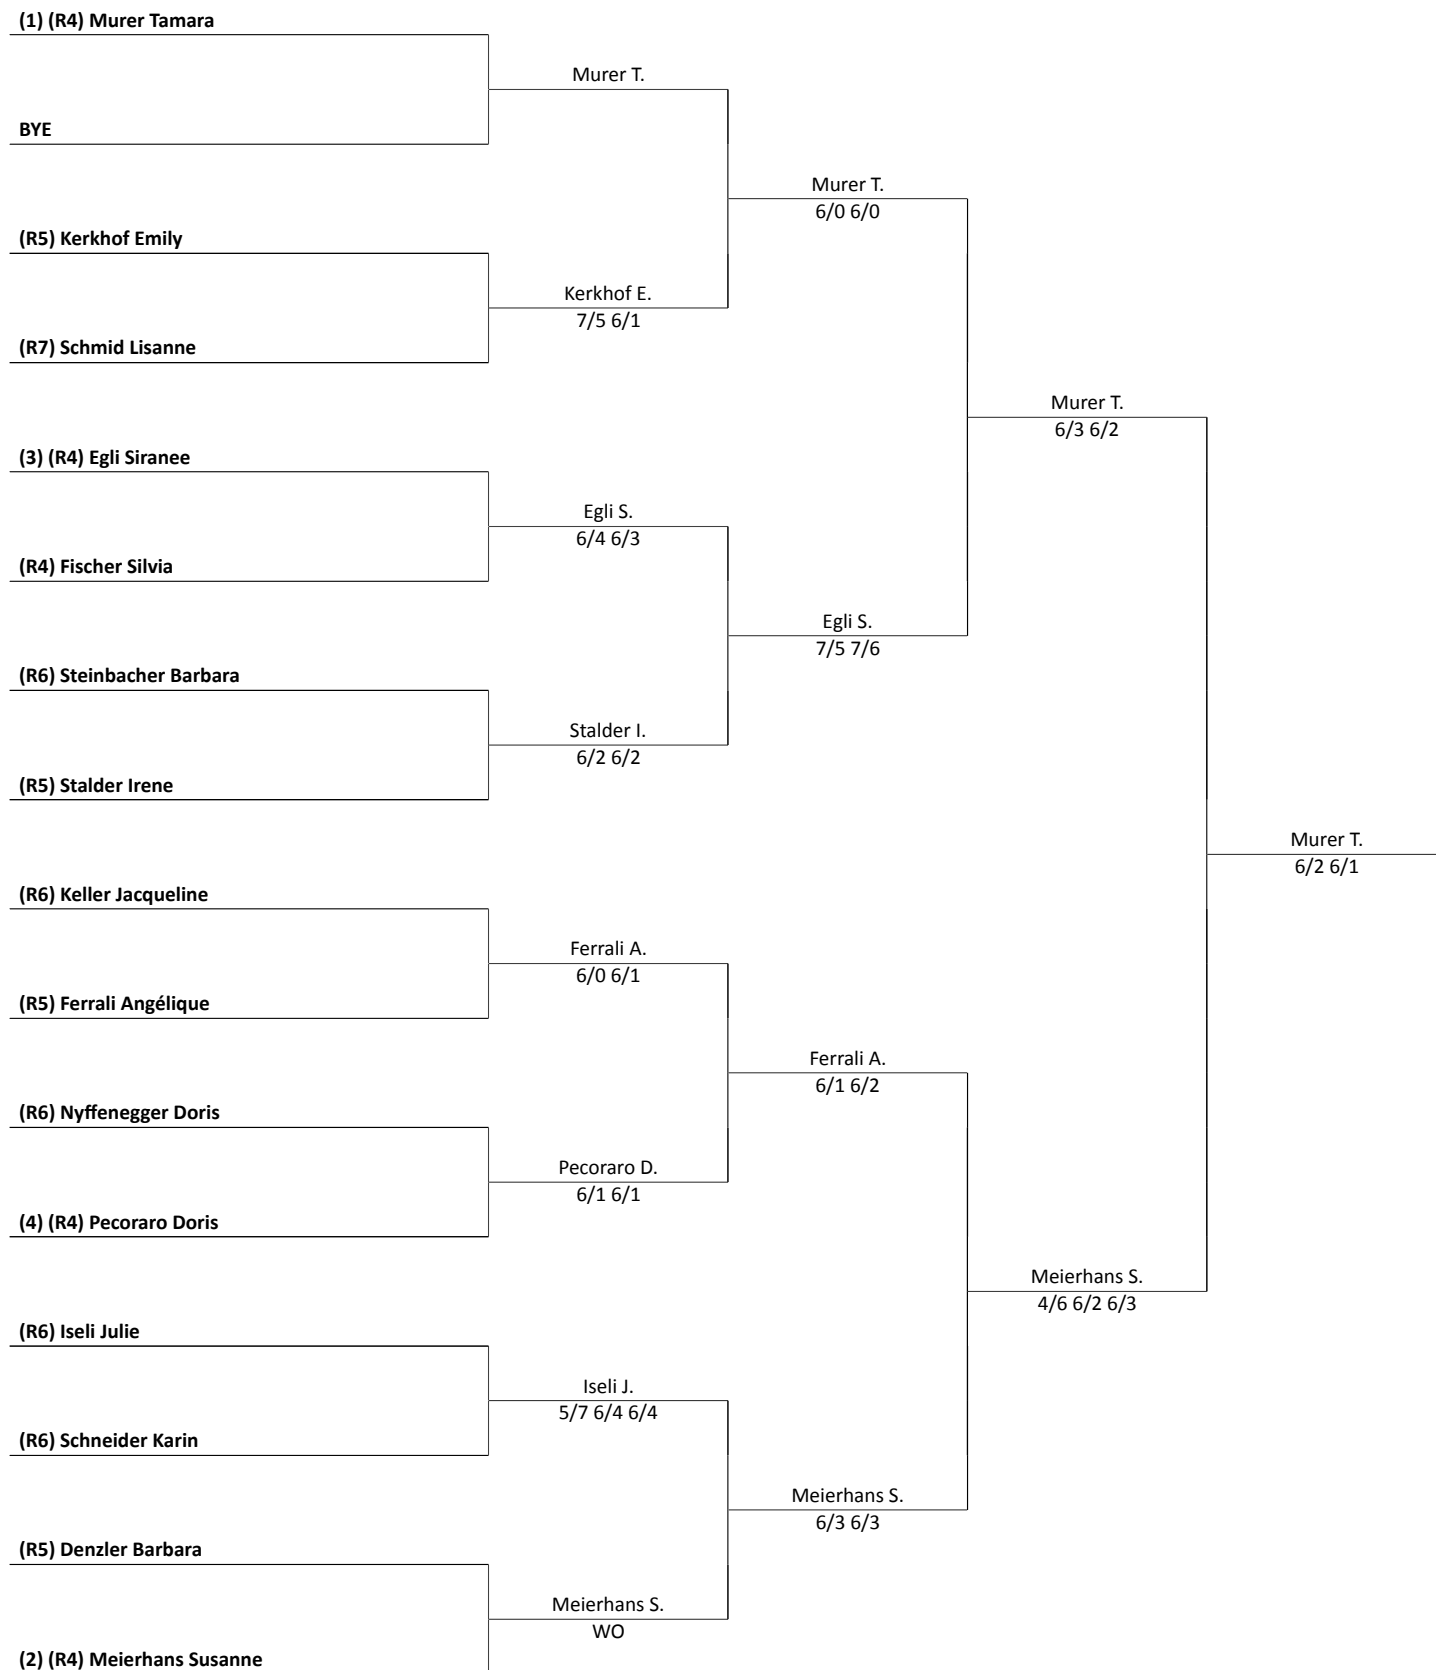 (1) (R4) Murer Tamara
Murer T.
BYE
Murer T.
6/0 6/0
(R5) Kerkhof Emily
Kerkhof E.
7/5 6/1
(R7) Schmid Lisanne
Murer T.
6/3 6/2
(3) (R4) Egli Siranee
Egli S.
6/4 6/3
(R4) Fischer Silvia
Egli S.
7/5 7/6
(R6) Steinbacher Barbara
Stalder I.
6/2 6/2
(R5) Stalder Irene
Murer T.
6/2 6/1
(R6) Keller Jacqueline
Ferrali A.
6/0 6/1
(R5) Ferrali Angélique
Ferrali A.
6/1 6/2
(R6) Nyffenegger Doris
Pecoraro D.
6/1 6/1
(4) (R4) Pecoraro Doris
Meierhans S.
4/6 6/2 6/3
(R6) Iseli Julie
Iseli J.
5/7 6/4 6/4
(R6) Schneider Karin
Meierhans S.
6/3 6/3
(R5) Denzler Barbara
Meierhans S.
WO
(2) (R4) Meierhans Susanne